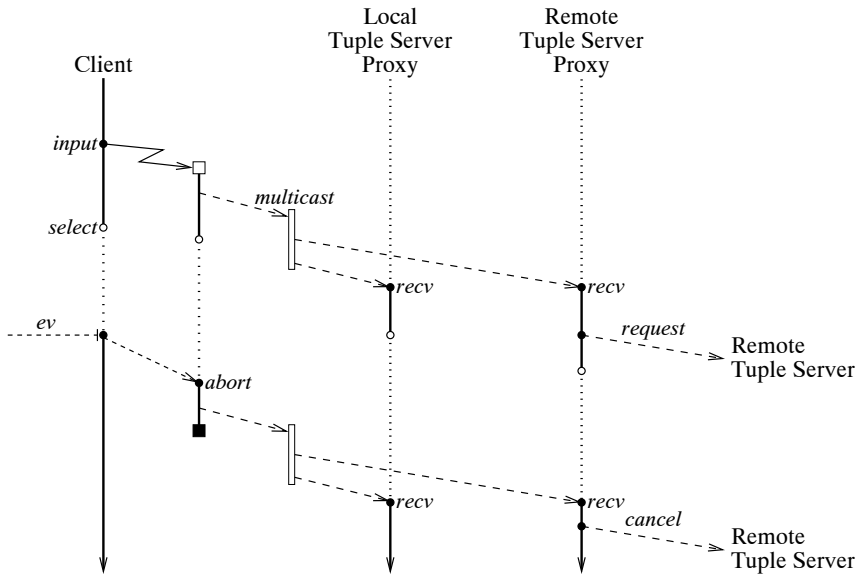 Local
Tuple Server
Proxy
Remote
Tuple Server
Proxy
Client
input
multicast
select
recv
recv
ev
request
Remote
Tuple Server
abort
recv
recv
cancel
Remote
Tuple Server